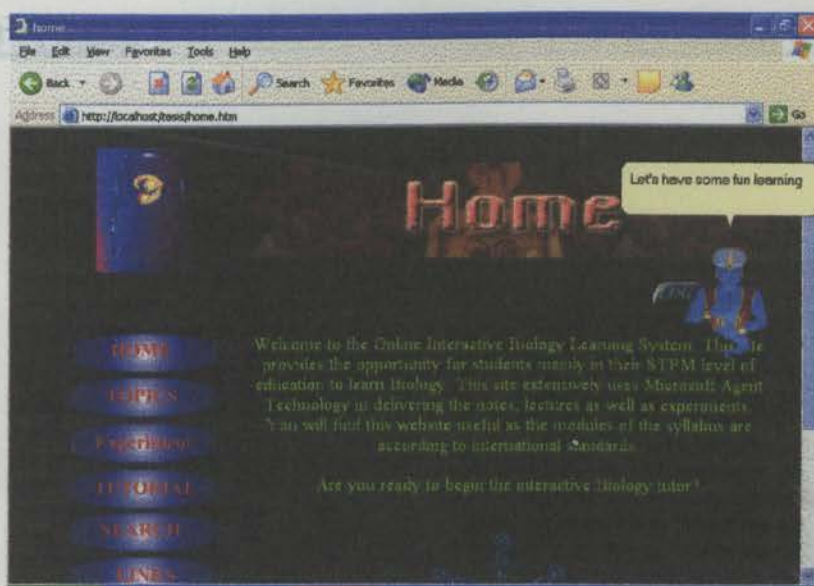 home
File Edit View Favorites Tools Help
Back Search Favorites Media
Address http://localhost/tesis/home.htm Go
Home
Let's have some fun learning
HOME
TOPICS
Experiment
TUTORIAL
SEARCH
LINKS
Welcome to the Online Interactive Biology Learning System. This site
provides the opportunity for students mainly in their STPM level of
education to learn Biology. This site extensively uses Microsoft Agent
Technology in delivering the notes, lectures as well as experiments.
You will find this website useful as the modules of the syllabus are
according to international standards.
Are you ready to begin the interactive Biology tutor?